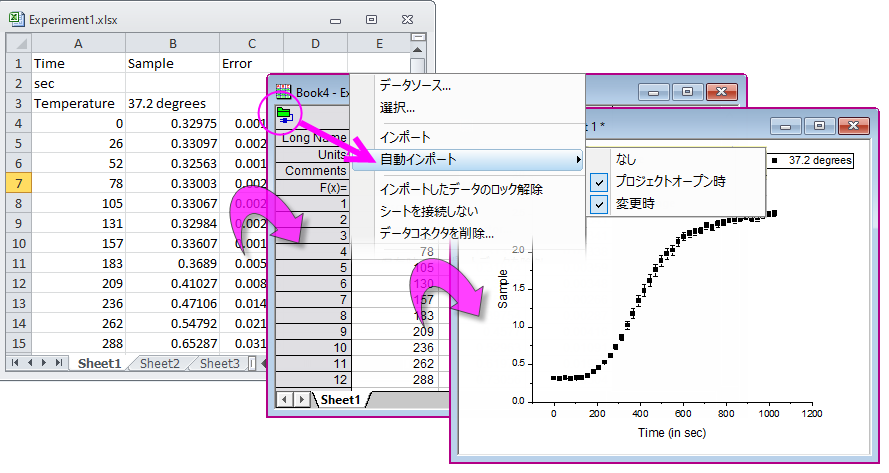 Experiment1.xlsx
A B C D E
1 Time Sample Error
2 sec
3 Temperature 37.2 degrees
4 0 0.32975 0.001
5 26 0.33097 0.002
6 52 0.32563 0.001
7 78 0.33003 0.002
8 105 0.33067 0.002
9 131 0.32984 0.002
10 157 0.33607 0.001
11 183 0.3689 0.005
12 209 0.41027 0.008
13 236 0.47106 0.014
14 262 0.54792 0.021
15 288 0.65287 0.031
Sheet1 Sheet2 Sheet3
Book4 - Ex
Long Name
Units
Comments
F(x)=
1
2
3
4 78
5 105
6 130
7 157
8 183
9 209
10 236
11 262
12 288
Sheet1
データソース...
選択...
インポート
自動インポート
インポートしたデータのロック解除
シートを接続しない
データコネクタを削除...
なし
プロジェクトオープン時
変更時
1 *
37.2 degrees
2.0
1.5
1.0
0.5
0.0
Sample
0 200 400 600 800 1000 1200
Time (in sec)